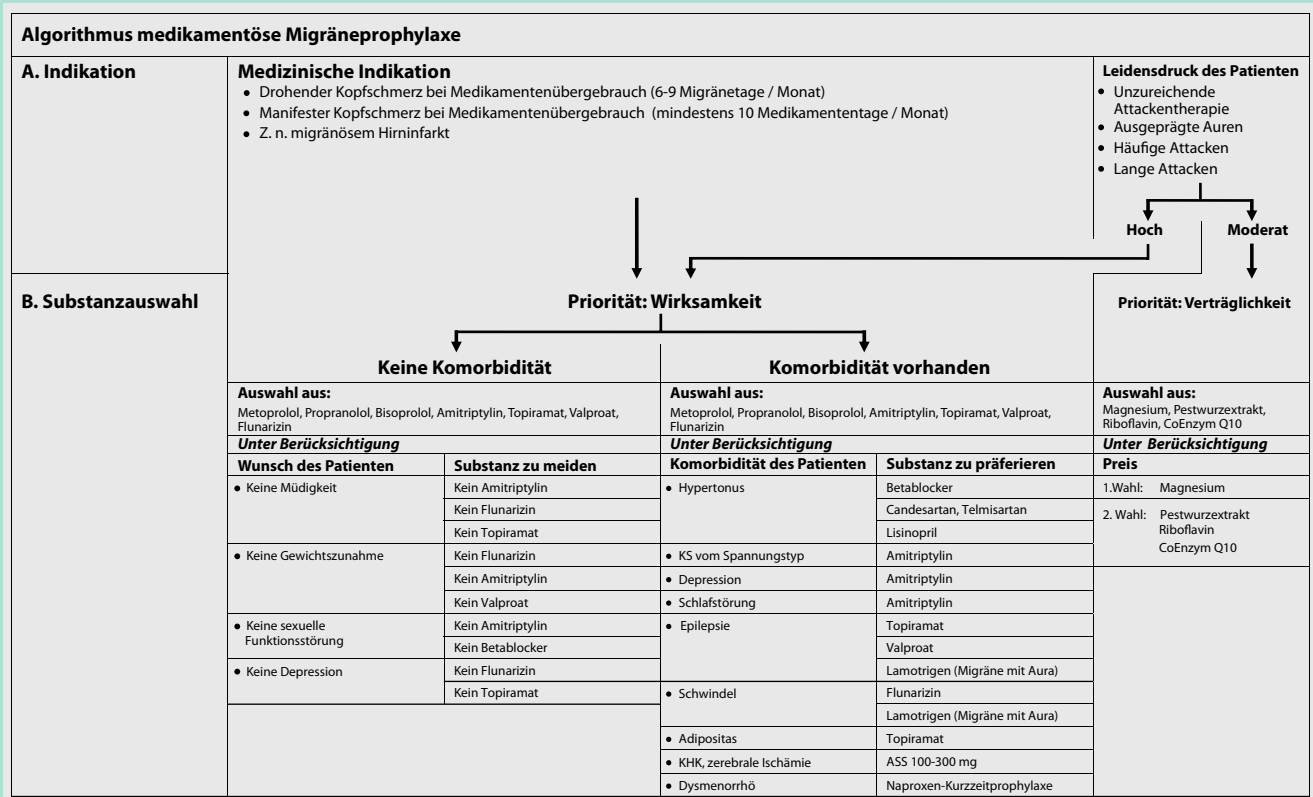 Algorithmus medikamentöse Migräneprophylaxe
A. Indikation
Medizinische Indikation
• Drohender Kopfschmerz bei Medikamentenübergebrauch (6-9 Migränetage / Monat)
• Manifester Kopfschmerz bei Medikamentenübergebrauch (mindestens 10 Medikamententage / Monat)
• Z. n. migränösem Hirninfarkt
Leidensdruck des Patienten
• Unzureichende
Attackentherapie
• Ausgeprägte Auren
• Häufige Attacken
• Lange Attacken
Hoch
Moderat
B. Substanzauswahl
Priorität: Wirksamkeit
Priorität: Verträglichkeit
Keine Komorbidität
Komorbidität vorhanden
Auswahl aus:
Metoprolol, Propranolol, Bisoprolol, Amitriptylin, Topiramat, Valproat,
Flunarizin
Unter Berücksichtigung
Wunsch des Patienten
Substanz zu meiden
• Keine Müdigkeit
Kein Amitriptylin
Kein Flunarizin
Kein Topiramat
• Keine Gewichtszunahme
Kein Flunarizin
Kein Amitriptylin
Kein Valproat
• Keine sexuelle
Funktionsstörung
Kein Amitriptylin
Kein Betablocker
• Keine Depression
Kein Flunarizin
Kein Topiramat
Auswahl aus:
Metoprolol, Propranolol, Bisoprolol, Amitriptylin, Topiramat, Valproat,
Flunarizin
Unter Berücksichtigung
Komorbidität des Patienten
Substanz zu präferieren
• Hypertonus
Betablocker
Candesartan, Telmisartan
Lisinopril
• KS vom Spannungstyp
Amitriptylin
• Depression
Amitriptylin
• Schlafstörung
Amitriptylin
• Epilepsie
Topiramat
Valproat
Lamotrigen (Migräne mit Aura)
• Schwindel
Flunarizin
Lamotrigen (Migräne mit Aura)
• Adipositas
Topiramat
• KHK, zerebrale Ischämie
ASS 100-300 mg
• Dysmenorrhö
Naproxen-Kurzzeitprophylaxe
Auswahl aus:
Magnesium, Pestwurzextrakt,
Riboflavin, CoEnzym Q10
Unter Berücksichtigung
Preis
1.Wahl: Magnesium
2. Wahl: Pestwurzextrakt
Riboflavin
CoEnzym Q10